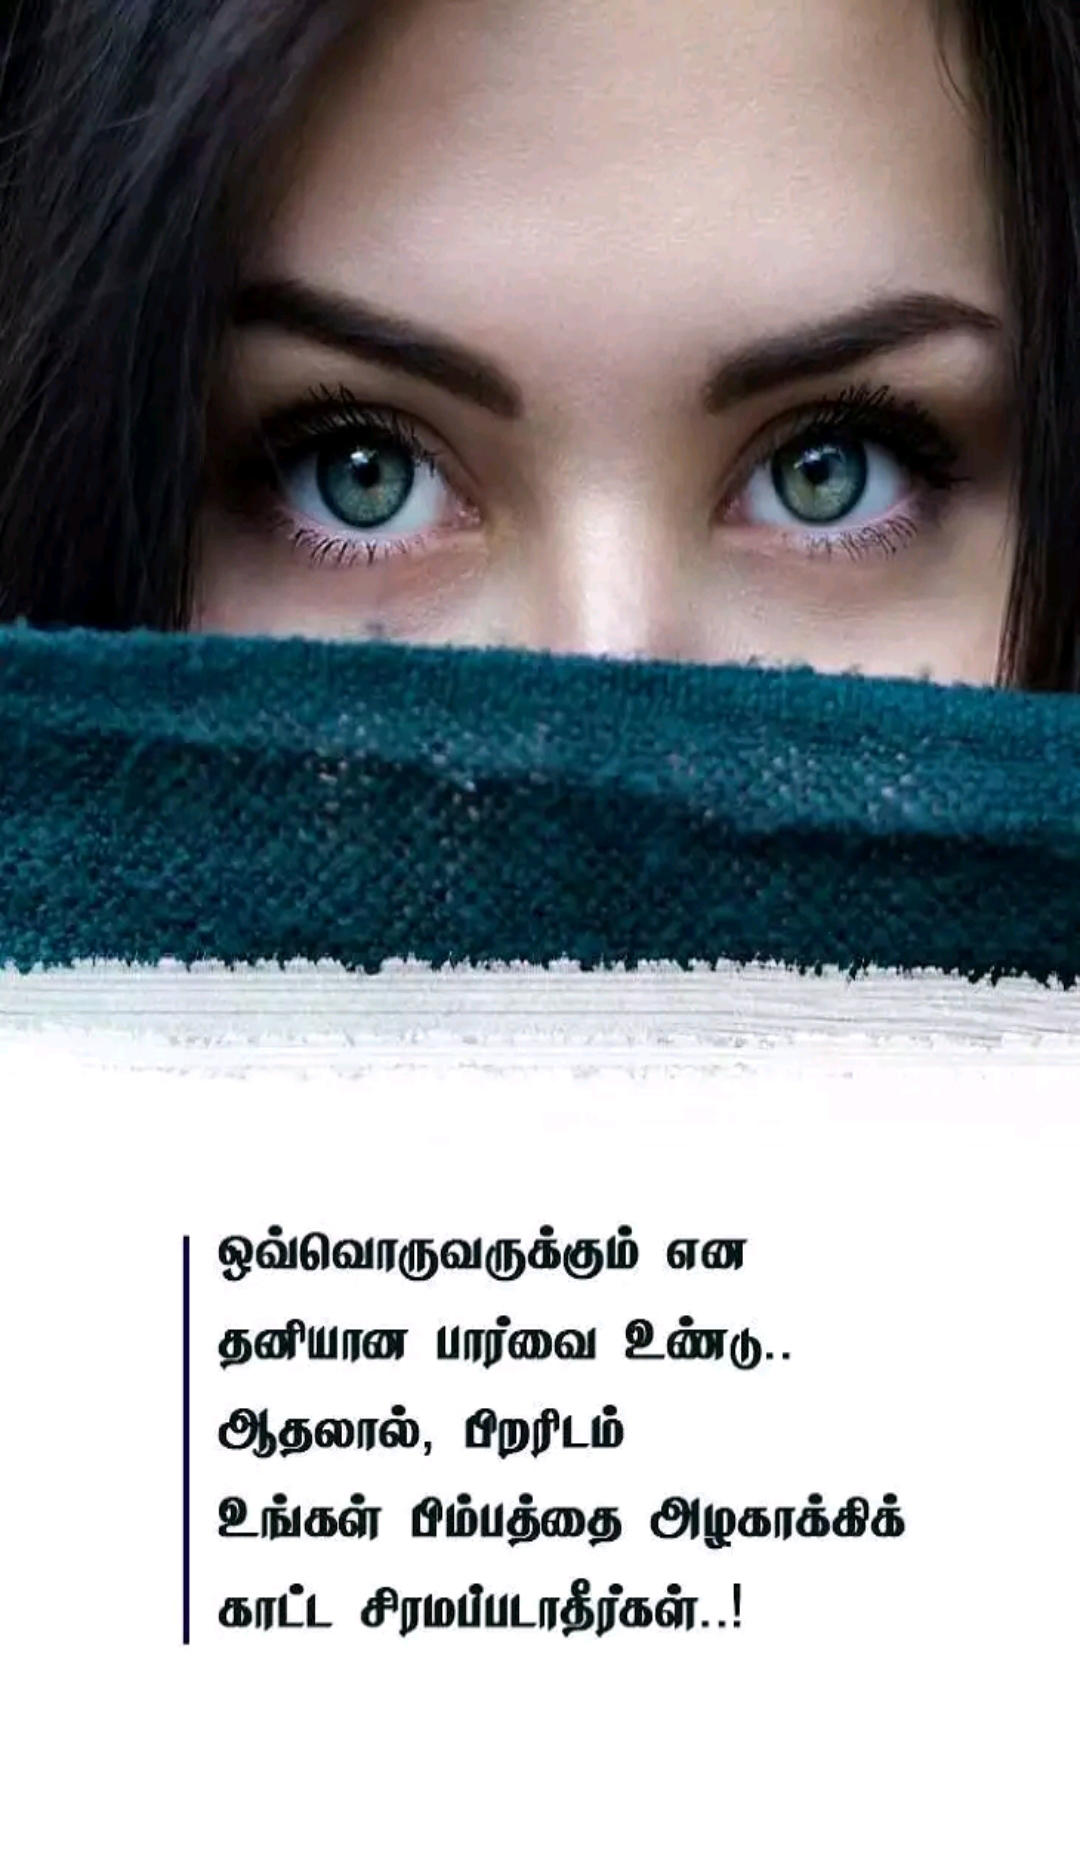 ஒவ்வொருவருக்கும் என
தனியான பார்வை உண்டு..
ஆதலால், பிறரிடம்
உங்கள் பிம்பத்தை அழகாக்கிக்
காட்ட சிரமப்படாதீர்கள்..!